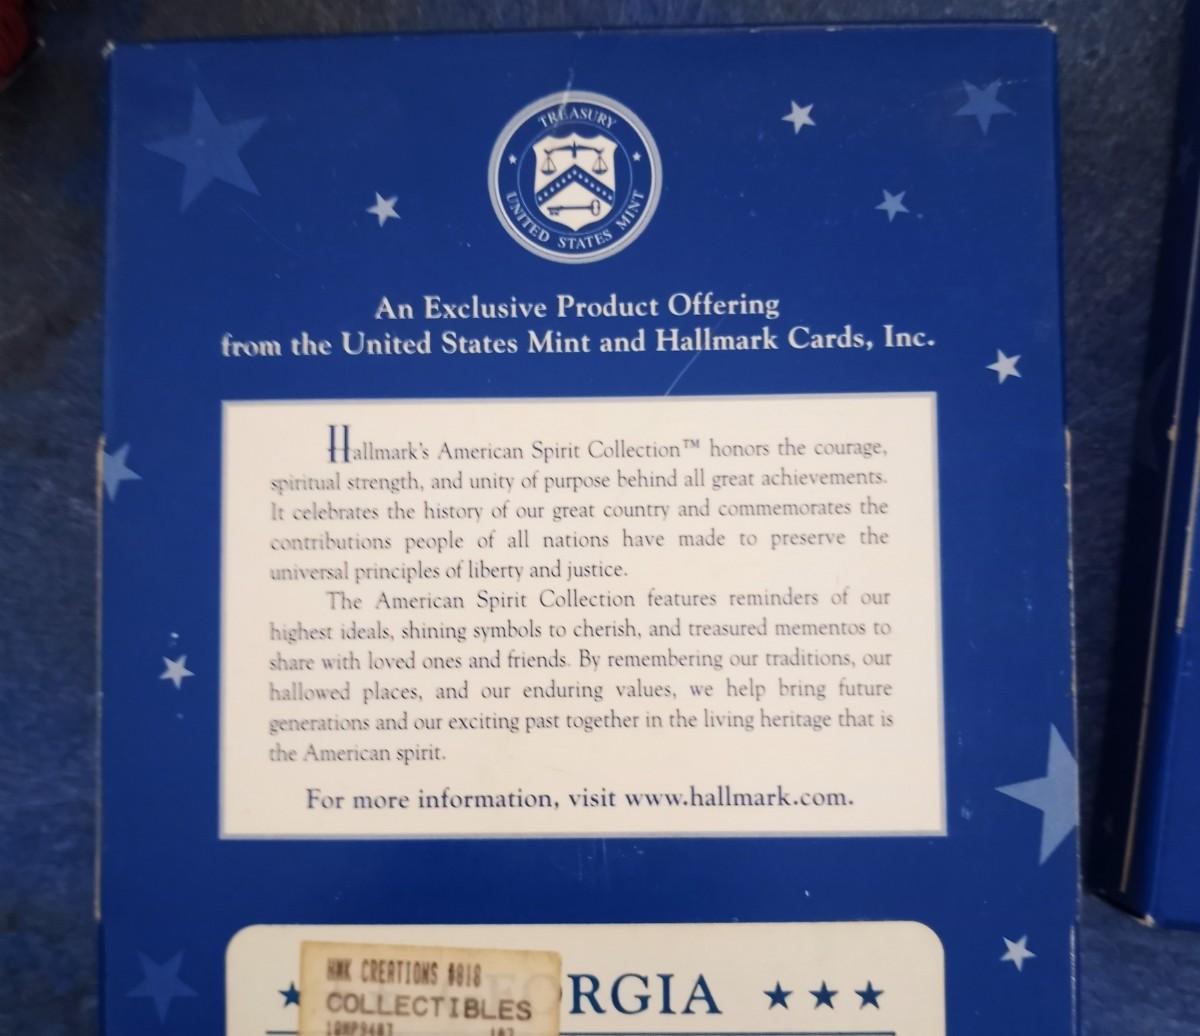 TREASURY
UNITED STATES MINT
An Exclusive Product Offering
from the United States Mint and Hallmark Cards, Inc.
Hallmark's American Spirit Collection™ honors the courage,
spiritual strength, and unity of purpose behind all great achievements.
It celebrates the history of our great country and commemorates the
contributions people of all nations have made to preserve the
universal principles of liberty and justice.
The American Spirit Collection features reminders of our
highest ideals, shining symbols to cherish, and treasured mementos to
share with loved ones and friends. By remembering our traditions, our
hallowed places, and our enduring values, we help bring future
generations and our exciting past together in the living heritage that is
the American spirit.
For more information, visit www.hallmark.com.
HMK CREATIONS #818
COLLECTIBLES
ORGIA